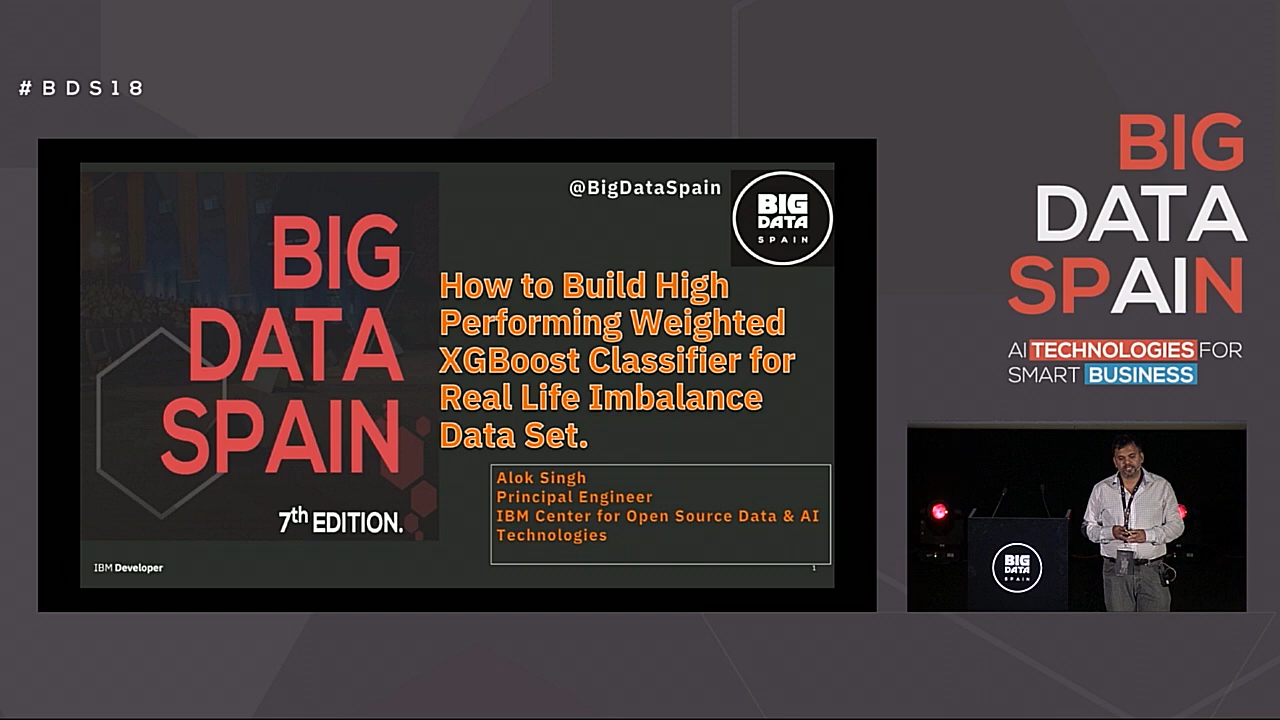 #BDS18
BIG
DATA
SPAIN
7th EDITION.
IBM Developer
@BigDataSpain
BIG
DATA
SPAIN
How to Build High
Performing Weighted
XGBoost Classifier for
Real Life Imbalance
Data Set.
Alok Singh
Principal Engineer
IBM Center for Open Source Data & AI
Technologies
1
BIG
DATA
SPAIN
AI TECHNOLOGIES FOR
SMART BUSINESS
BIG
DATA
SPAIN